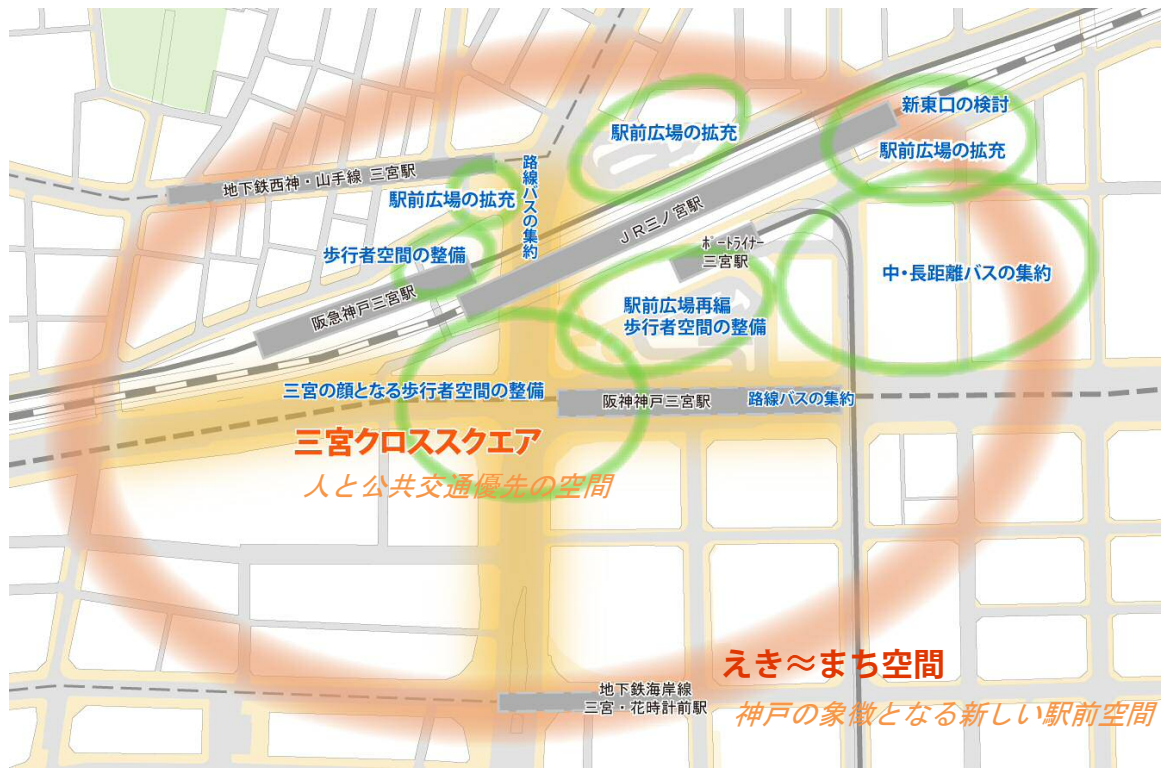 新東口の検討
駅前広場の拡充
駅前広場の拡充
地下鉄西神・山手線 三宮駅
路線バスの集約
駅前広場の拡充
JR三ノ宮駅
歩行者空間の整備
ポートライナー
三宮駅
中・長距離バスの集約
阪急神戸三宮駅
駅前広場再編
歩行者空間の整備
三宮の顔となる歩行者空間の整備
阪神神戸三宮駅
路線バスの集約
三宮クロススクエア
人と公共交通優先の空間
えき≈まち空間
神戸の象徴となる新しい駅前空間
地下鉄海岸線
三宮・花時計前駅